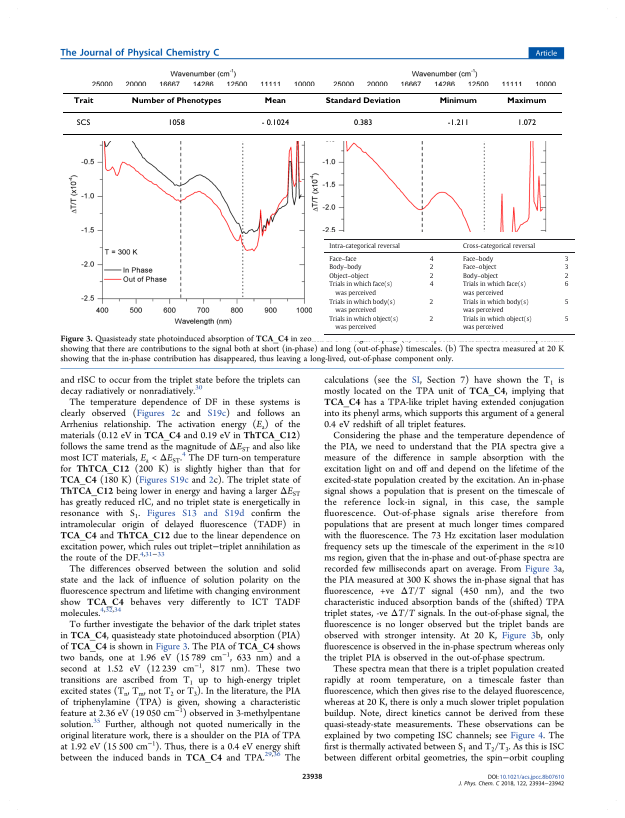 The Journal of Physical Chemistry C
Article
Wavenumber (cm⁻¹)
25000 20000 16667 14286 12500 11111 10000
Wavenumber (cm⁻¹)
25000 20000 16667 14286 12500 11111 10000
Trait Number of Phenotypes Mean Standard Deviation Minimum Maximum
SCS 1058 - 0.1024 0.383 -1.211 1.072
-0.5
-1.0
-1.5
-2.0
-2.5
ΔT/T (x10⁻⁴)
T = 300 K
In Phase
Out of Phase
400 500 600 700 800 900 1000
Wavelength (nm)
-1.0
-1.5
-2.0
-2.5
ΔT/T (x10⁻⁴)
Intra-categorical reversal Cross-categorical reversal
Face–face 4 Face–body 3
Body–body 2 Face–object 3
Object–object 2 Body–object 2
Trials in which face(s) 4 Trials in which face(s) 6
was perceived was perceived
Trials in which body(s) 2 Trials in which body(s) 5
was perceived was perceived
Trials in which object(s) 2 Trials in which object(s) 5
was perceived was perceived
Figure 3. Quasisteady state photoinduced absorption of TCA_C4 in zeo
showing that there are contributions to the signal both at short (in-phase) and long (out-of-phase) timescales. (b) The spectra measured at 20 K
showing that the in-phase contribution has disappeared, thus leaving a long-lived, out-of-phase component only.
and rISC to occur from the triplet state before the triplets can
decay radiatively or nonradiatively.³⁰
The temperature dependence of DF in these systems is
clearly observed (Figures 2c and S19c) and follows an
Arrhenius relationship. The activation energy (Eₐ) of the
materials (0.12 eV in TCA_C4 and 0.19 eV in ThTCA_C12)
follows the same trend as the magnitude of ΔE_ST and also like
most ICT materials, Eₐ < ΔE_ST.⁴ The DF turn-on temperature
for ThTCA_C12 (200 K) is slightly higher than that for
TCA_C4 (180 K) (Figures S19c and 2c). The triplet state of
ThTCA_C12 being lower in energy and having a larger ΔE_ST
has greatly reduced rIC, and no triplet state is energetically in
resonance with S₁. Figures S13 and S19d confirm the
intramolecular origin of delayed fluorescence (TADF) in
TCA_C4 and ThTCA_C12 due to the linear dependence on
excitation power, which rules out triplet−triplet annihilation as
the route of the DF.⁴,³¹⁻³³
The differences observed between the solution and solid
state and the lack of influence of solution polarity on the
fluorescence spectrum and lifetime with changing environment
show TCA_C4 behaves very differently to ICT TADF
molecules.⁴,³²,³⁴
To further investigate the behavior of the dark triplet states
in TCA_C4, quasisteady state photoinduced absorption (PIA)
of TCA_C4 is shown in Figure 3. The PIA of TCA_C4 shows
two bands, one at 1.96 eV (15 789 cm⁻¹, 633 nm) and a
second at 1.52 eV (12 239 cm⁻¹, 817 nm). These two
transitions are ascribed from T₁ up to high-energy triplet
excited states (Tₙ, Tₘ, not T₂ or T₃). In the literature, the PIA
of triphenylamine (TPA) is given, showing a characteristic
feature at 2.36 eV (19 050 cm⁻¹) observed in 3-methylpentane
solution.³⁵ Further, although not quoted numerically in the
original literature work, there is a shoulder on the PIA of TPA
at 1.92 eV (15 500 cm⁻¹). Thus, there is a 0.4 eV energy shift
between the induced bands in TCA_C4 and TPA.²⁹,³⁶ The
calculations (see the SI, Section 7) have shown the T₁ is
mostly located on the TPA unit of TCA_C4, implying that
TCA_C4 has a TPA-like triplet having extended conjugation
into its phenyl arms, which supports this argument of a general
0.4 eV redshift of all triplet features.
Considering the phase and the temperature dependence of
the PIA, we need to understand that the PIA spectra give a
measure of the difference in sample absorption with the
excitation light on and off and depend on the lifetime of the
excited-state population created by the excitation. An in-phase
signal shows a population that is present on the timescale of
the reference lock-in signal, in this case, the sample
fluorescence. Out-of-phase signals arise therefore from
populations that are present at much longer times compared
with the fluorescence. The 73 Hz excitation laser modulation
frequency sets up the timescale of the experiment in the ≈10
ms region, given that the in-phase and out-of-phase spectra are
recorded few milliseconds apart on average. From Figure 3a,
the PIA measured at 300 K shows the in-phase signal that has
fluorescence, +ve ΔT/T signal (450 nm), and the two
characteristic induced absorption bands of the (shifted) TPA
triplet states, -ve ΔT/T signals. In the out-of-phase signal, the
fluorescence is no longer observed but the triplet bands are
observed with stronger intensity. At 20 K, Figure 3b, only
fluorescence is observed in the in-phase spectrum whereas only
the triplet PIA is observed in the out-of-phase spectrum.
These spectra mean that there is a triplet population created
rapidly at room temperature, on a timescale faster than
fluorescence, which then gives rise to the delayed fluorescence,
whereas at 20 K, there is only a much slower triplet population
buildup. Note, direct kinetics cannot be derived from these
quasi-steady-state measurements. These observations can be
explained by two competing ISC channels; see Figure 4. The
first is thermally activated between S₁ and T₂/T₃. As this is ISC
between different orbital geometries, the spin−orbit coupling
23938
DOI: 10.1021/acs.jpcc.8b07610
J. Phys. Chem. C 2018, 122, 23934−23942